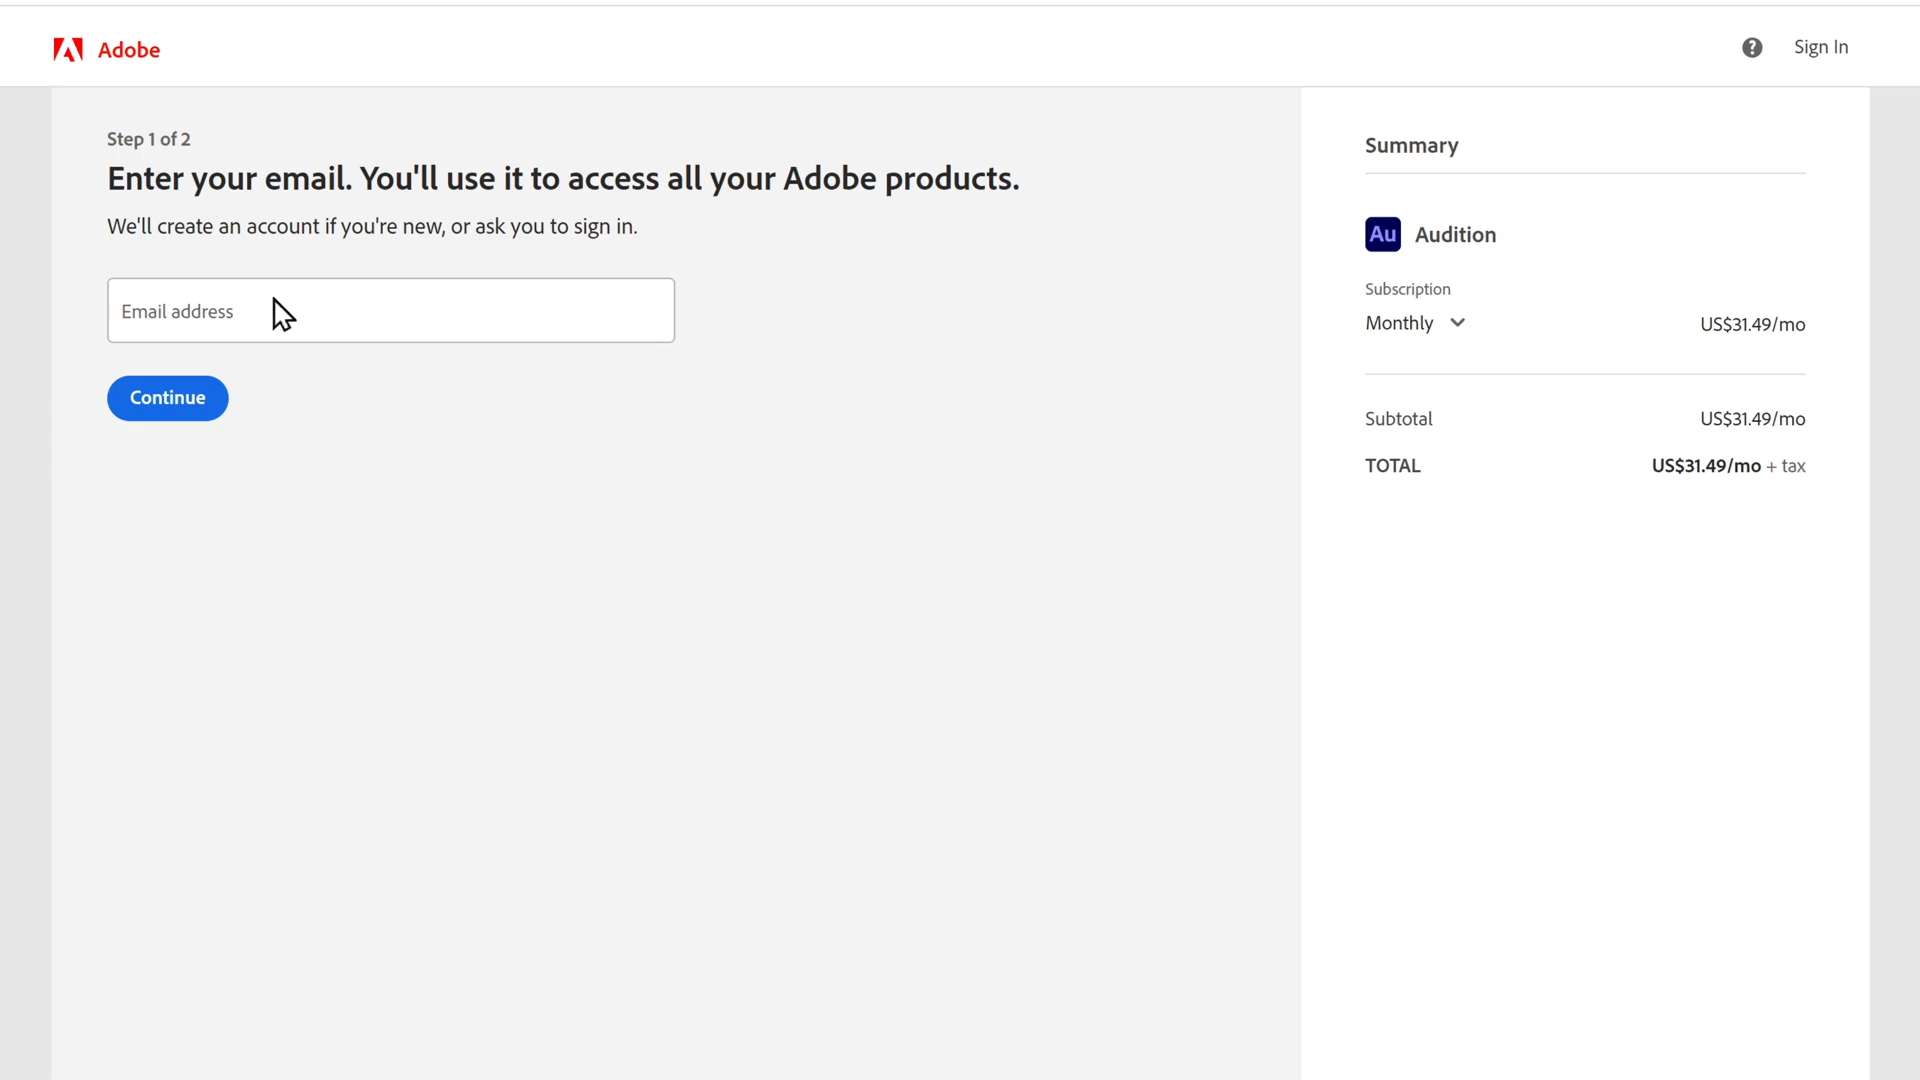 Adobe
? Sign In
Step 1 of 2
Enter your email. You'll use it to access all your Adobe products.
We'll create an account if you're new, or ask you to sign in.
Email address
Continue
Summary
Au Audition
Subscription
Monthly US$31.49/mo
Subtotal US$31.49/mo
TOTAL US$31.49/mo + tax